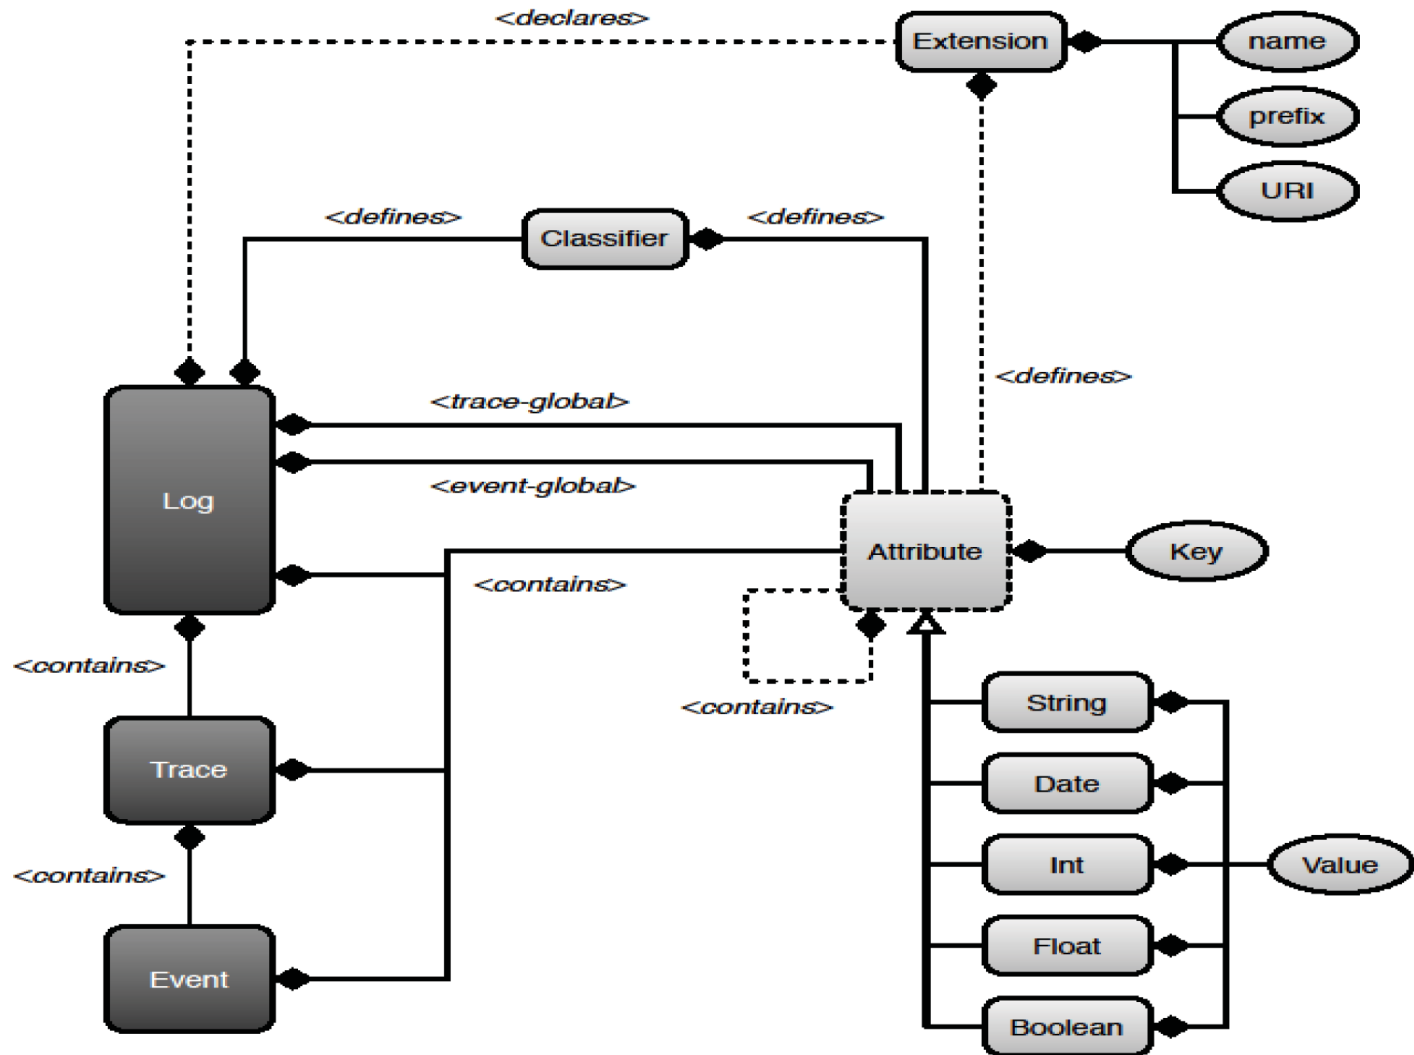 <declares>
Extension
name
prefix
URI
<defines>
Classifier
<defines>
<defines>
<trace-global>
<event-global>
Log
Attribute
Key
<contains>
<contains>
<contains>
String
Trace
Date
<contains>
Int
Value
Float
Event
Boolean